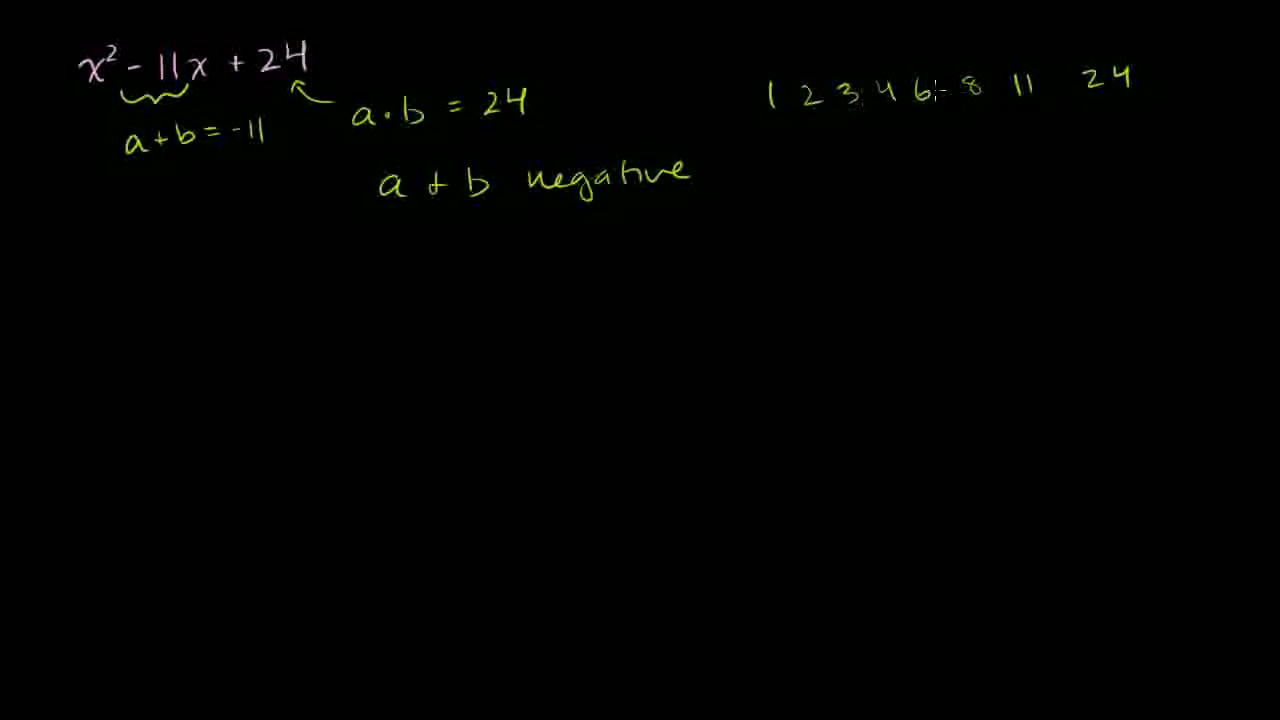 x² - 11x + 24
a + b = -11
a · b = 24
a + b negative
1 2 3 4 6 8 11 24